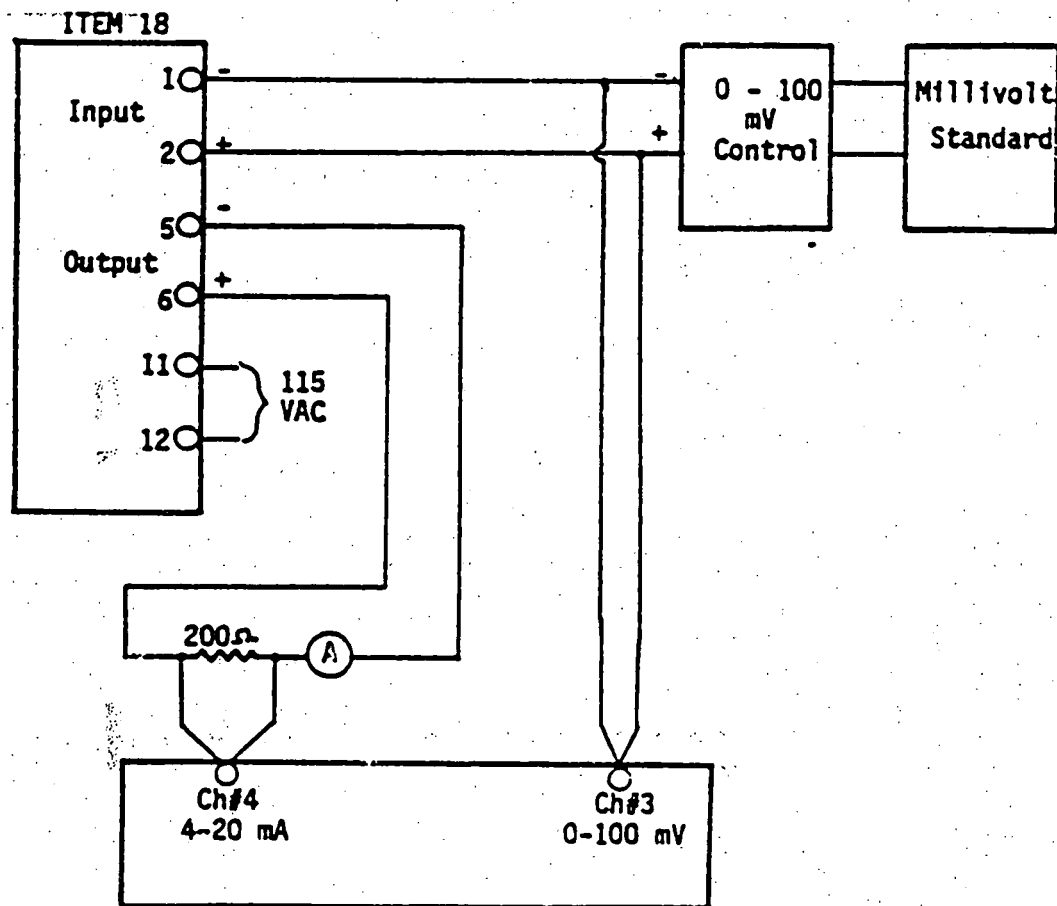 ITEM 18
1 - -
Input
2 + +
5 -
Output
6 +
11
12
115
VAC
0 - 100
mV
Control
Millivolt
Standard
200Ω
A
Ch#4
4-20 mA
Ch#3
0-100 mV